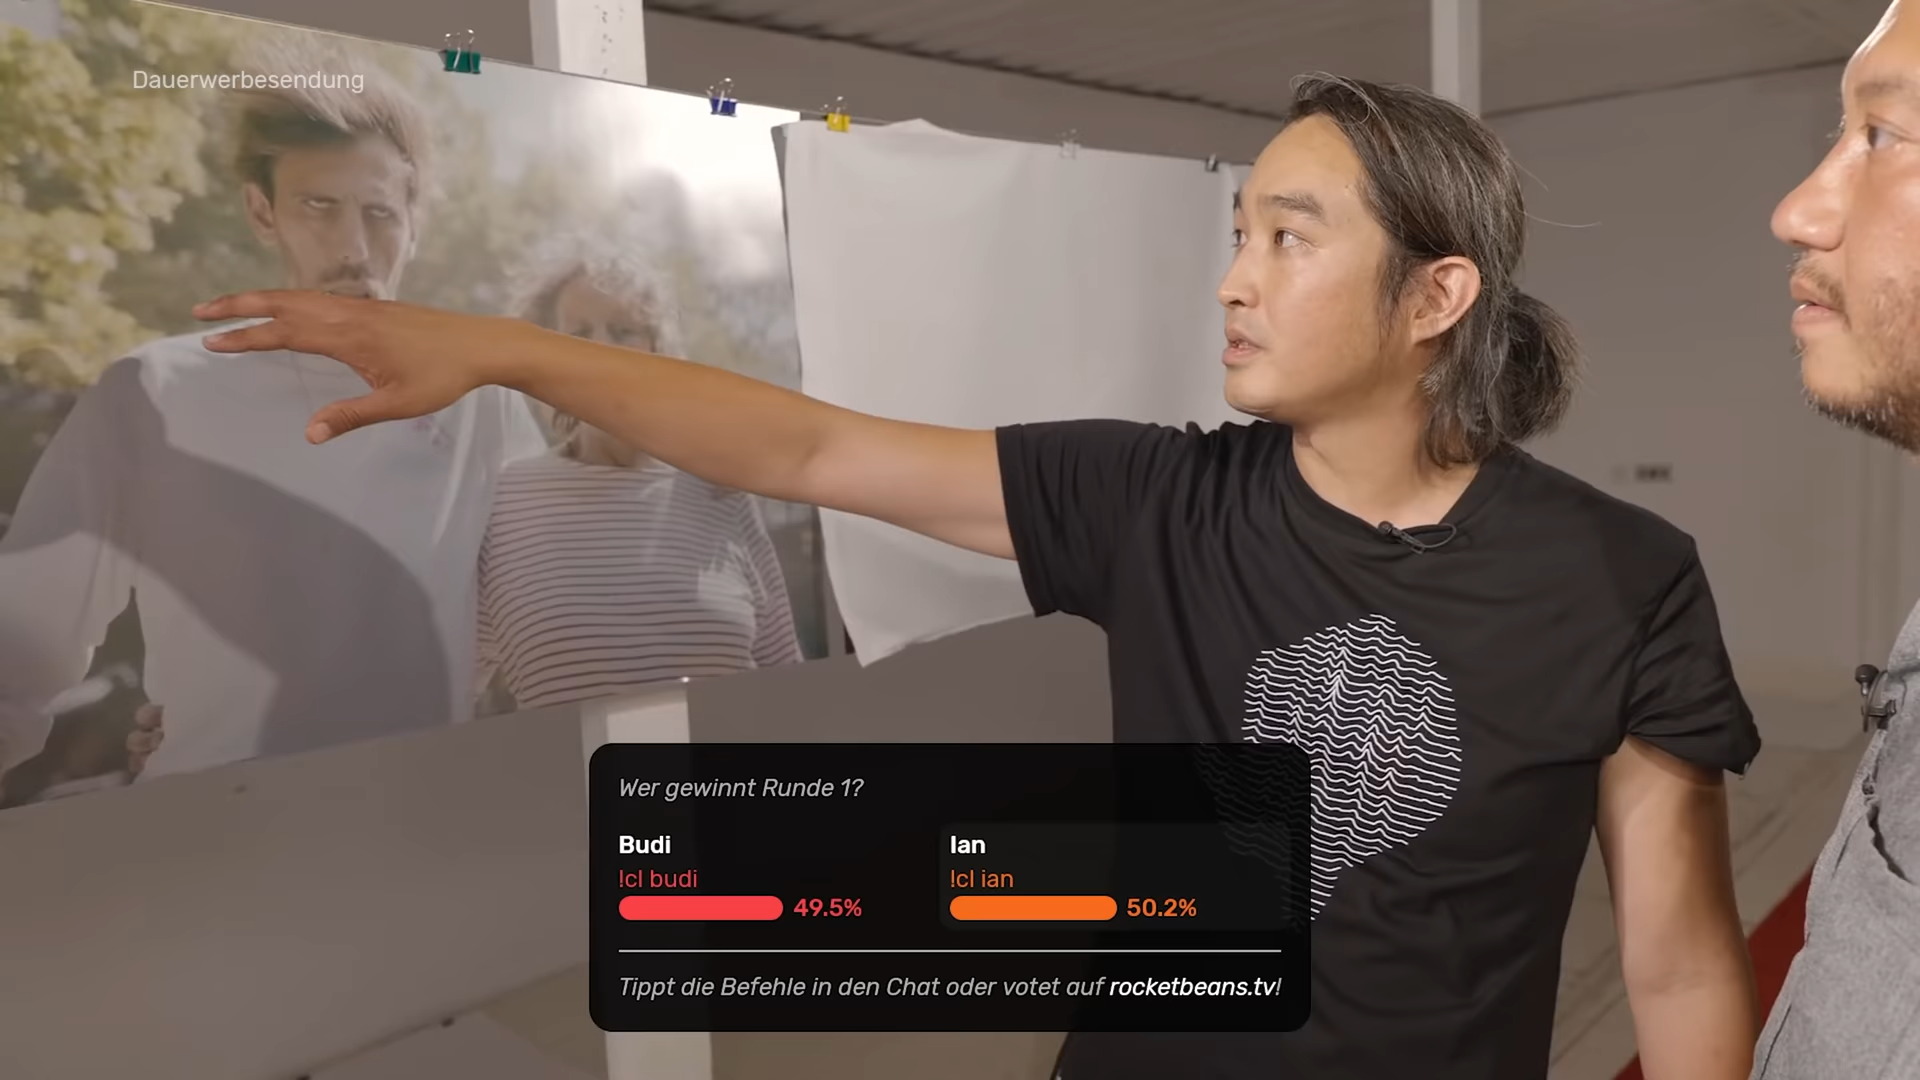 Dauerwerbesendung
Wer gewinnt Runde 1?
Budi
!cl budi
49.5%
Ian
!cl ian
50.2%
Tippt die Befehle in den Chat oder votet auf rocketbeans.tv!